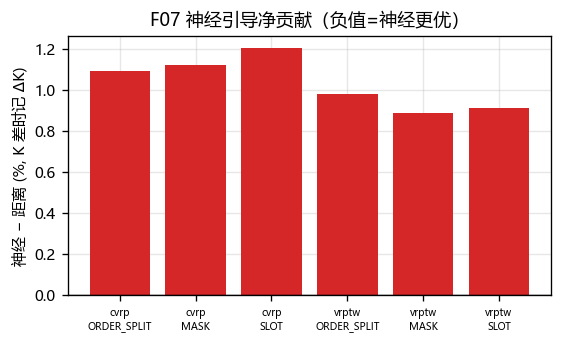 F07 神经引导净贡献（负值=神经更优）
神经 − 距离 (%, K 差时记 ΔK)
1.2
1.0
0.8
0.6
0.4
0.2
0.0
cvrp
ORDER_SPLIT
cvrp
MASK
cvrp
SLOT
vrptw
ORDER_SPLIT
vrptw
MASK
vrptw
SLOT